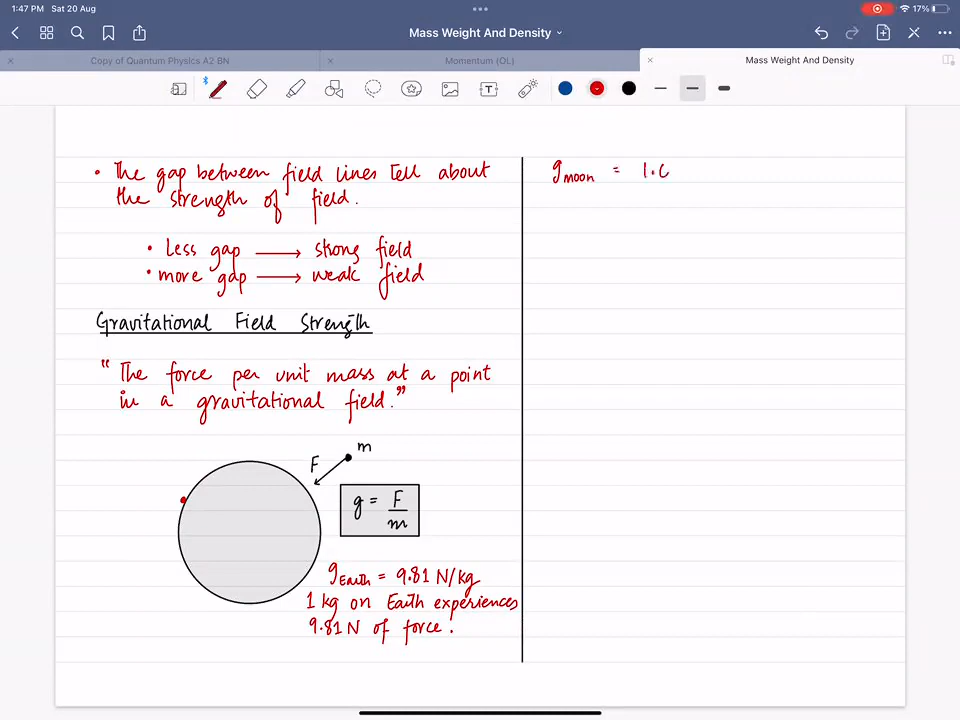 1:47 PM Sat 20 Aug
17%
Mass Weight And Density
Copy of Quantum Physics A2 BN
Momentum (OL)
Mass Weight And Density
T
• The gap between field lines tell about
the strength of field.
• Less gap → strong field
• more gap → weak field
Gravitational Field Strength
"The force per unit mass at a point
in a gravitational field."
m
F
g = F/m
gEarth = 9.81 N/kg
1 kg on Earth experiences
9.81 N of force.
gmoon = 1.6